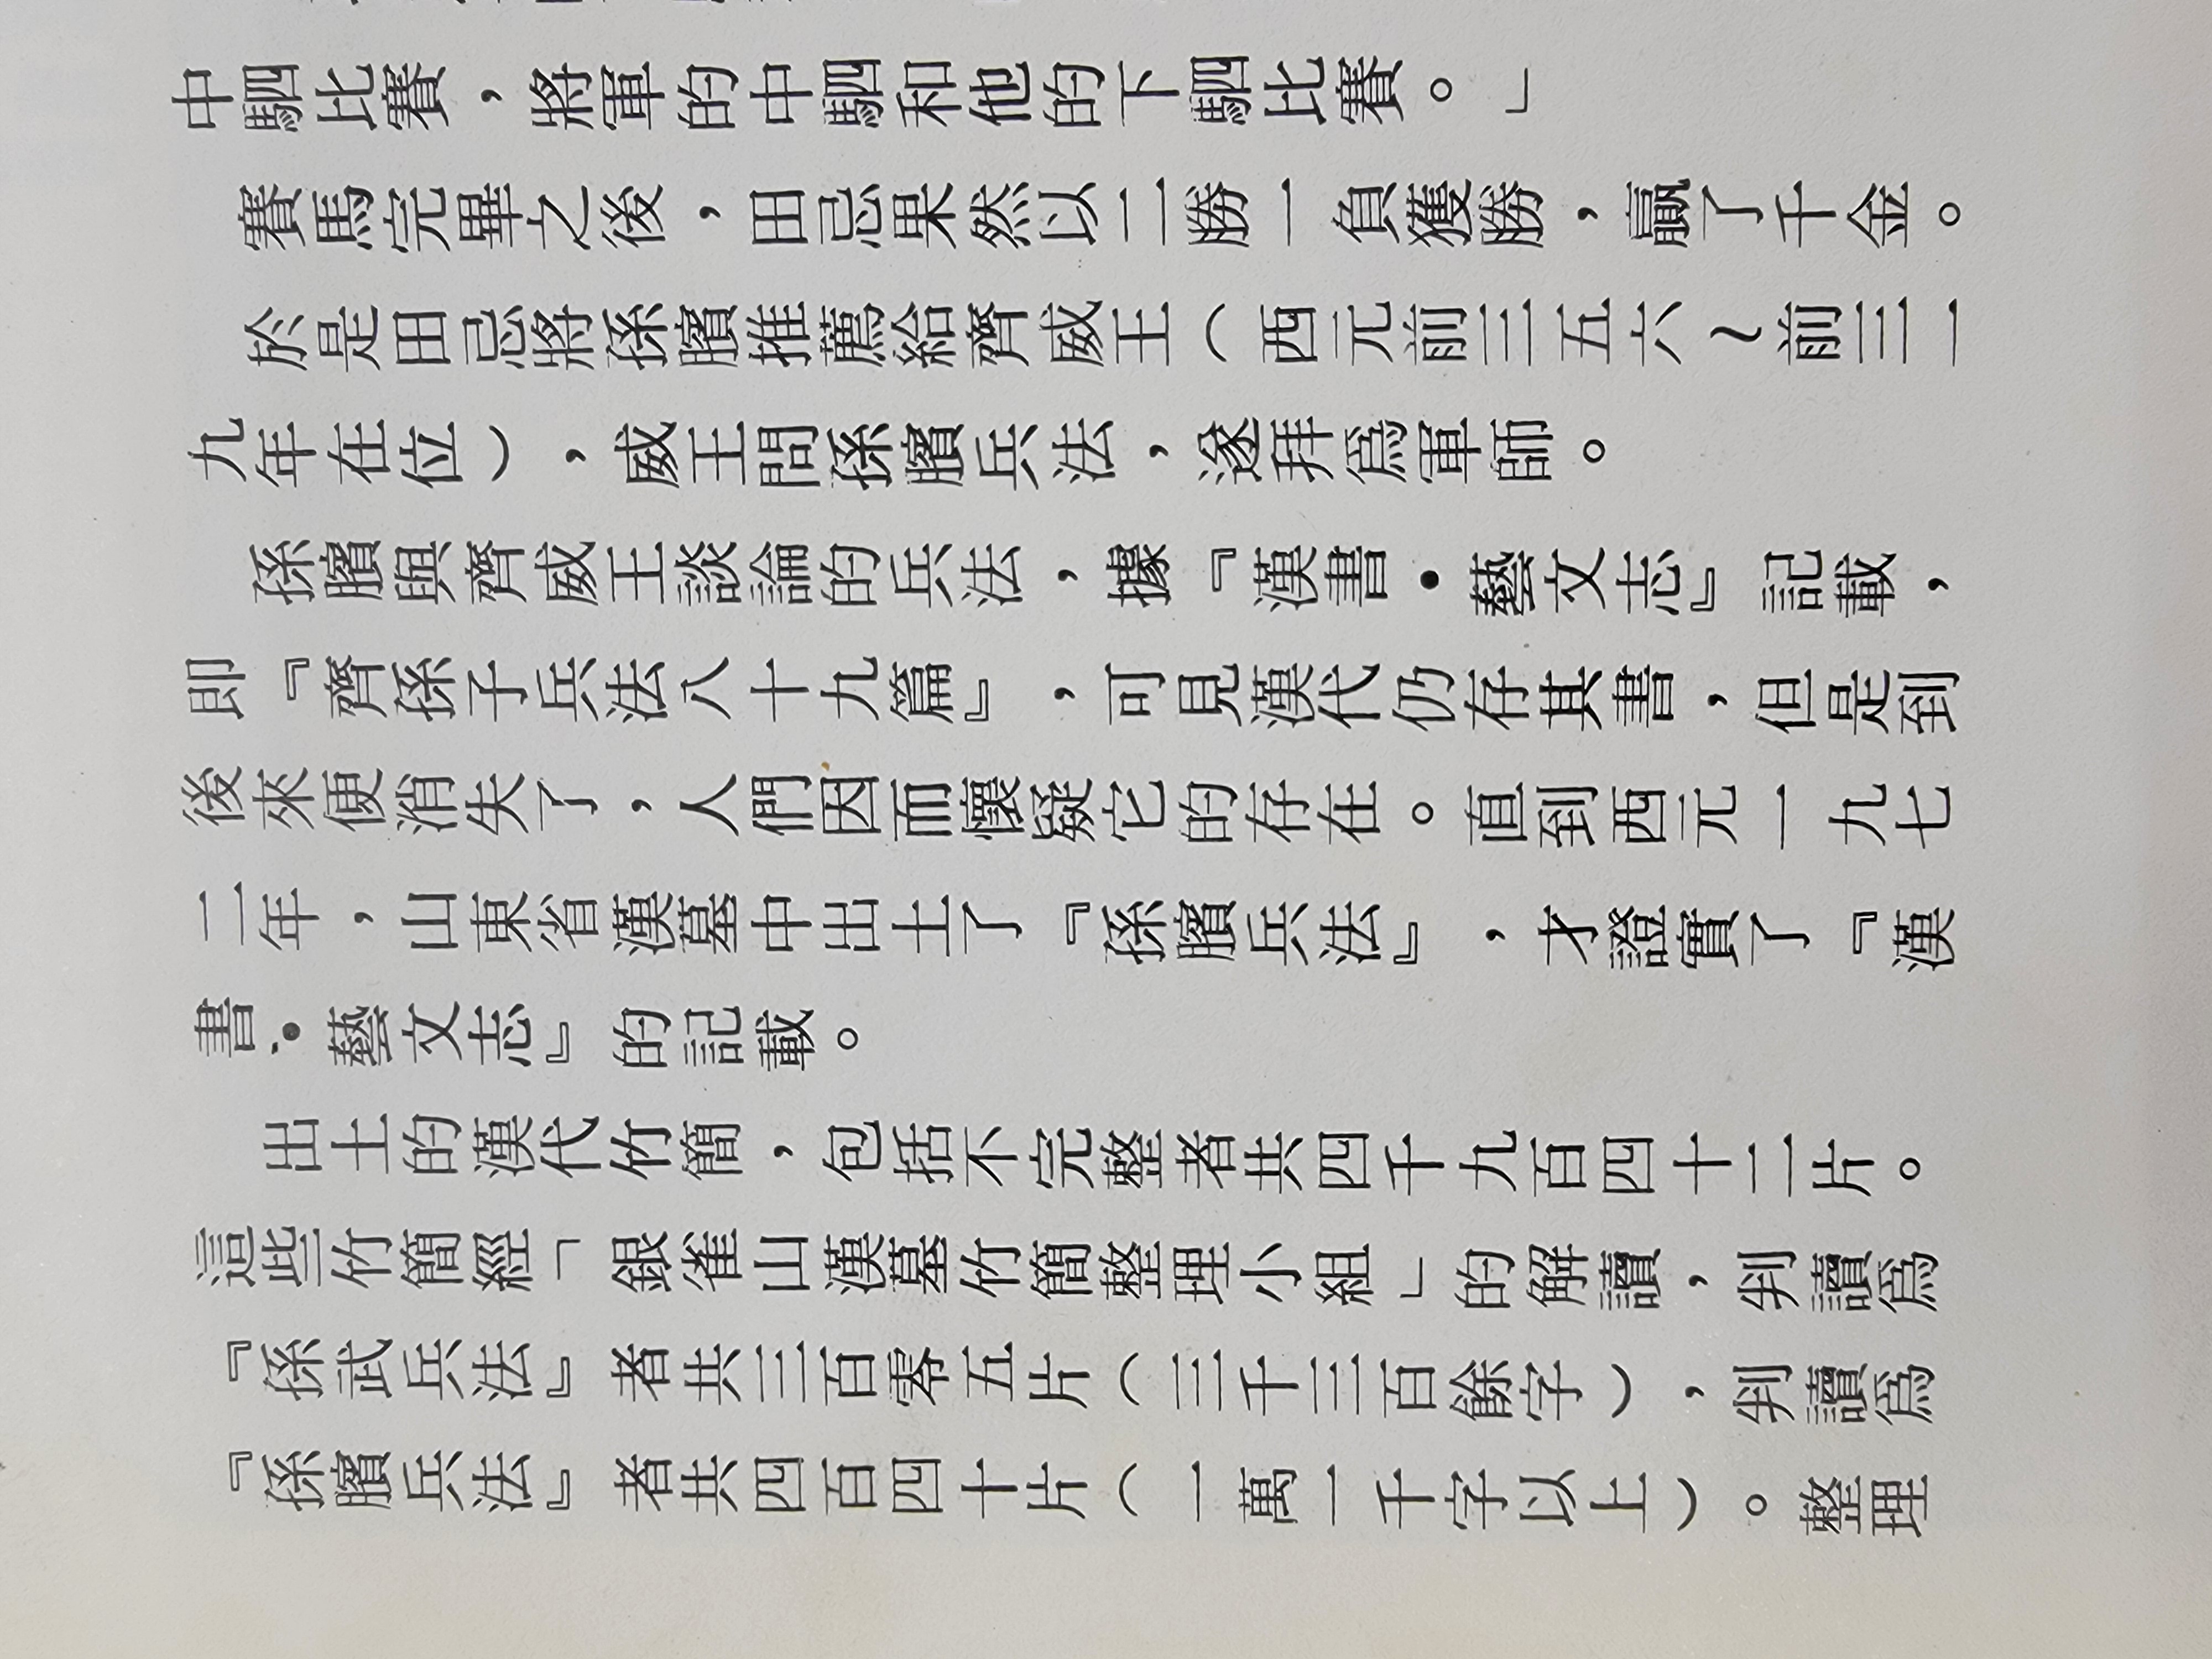 中駟比賽，將軍的中駟和他的下駟比賽。」
賽馬完畢之後，田忌果然以二勝一負獲勝，贏了千金。
於是田忌將孫臏推薦給齊威王（西元前三五六～前三一
九年在位），威王問孫臏兵法，遂拜爲軍師。
孫臏與齊威王談論的兵法，據『漢書・藝文志』記載，
即『齊孫子兵法八十九篇』，可見漢代仍存其書，但是到
後來便消失了，人們因而懷疑它的存在。直到西元一九七
二年，山東省漢墓中出土了『孫臏兵法』，才證實了『漢
書・藝文志』的記載。
出土的漢代竹簡，包括不完整者共四千九百四十二片。
這些竹簡經「銀雀山漢墓竹簡整理小組」的解讀，判讀爲
『孫武兵法』者共三百零五片（三千三百餘字），判讀爲
『孫臏兵法』者共四百四十片（一萬一千字以上）。整理